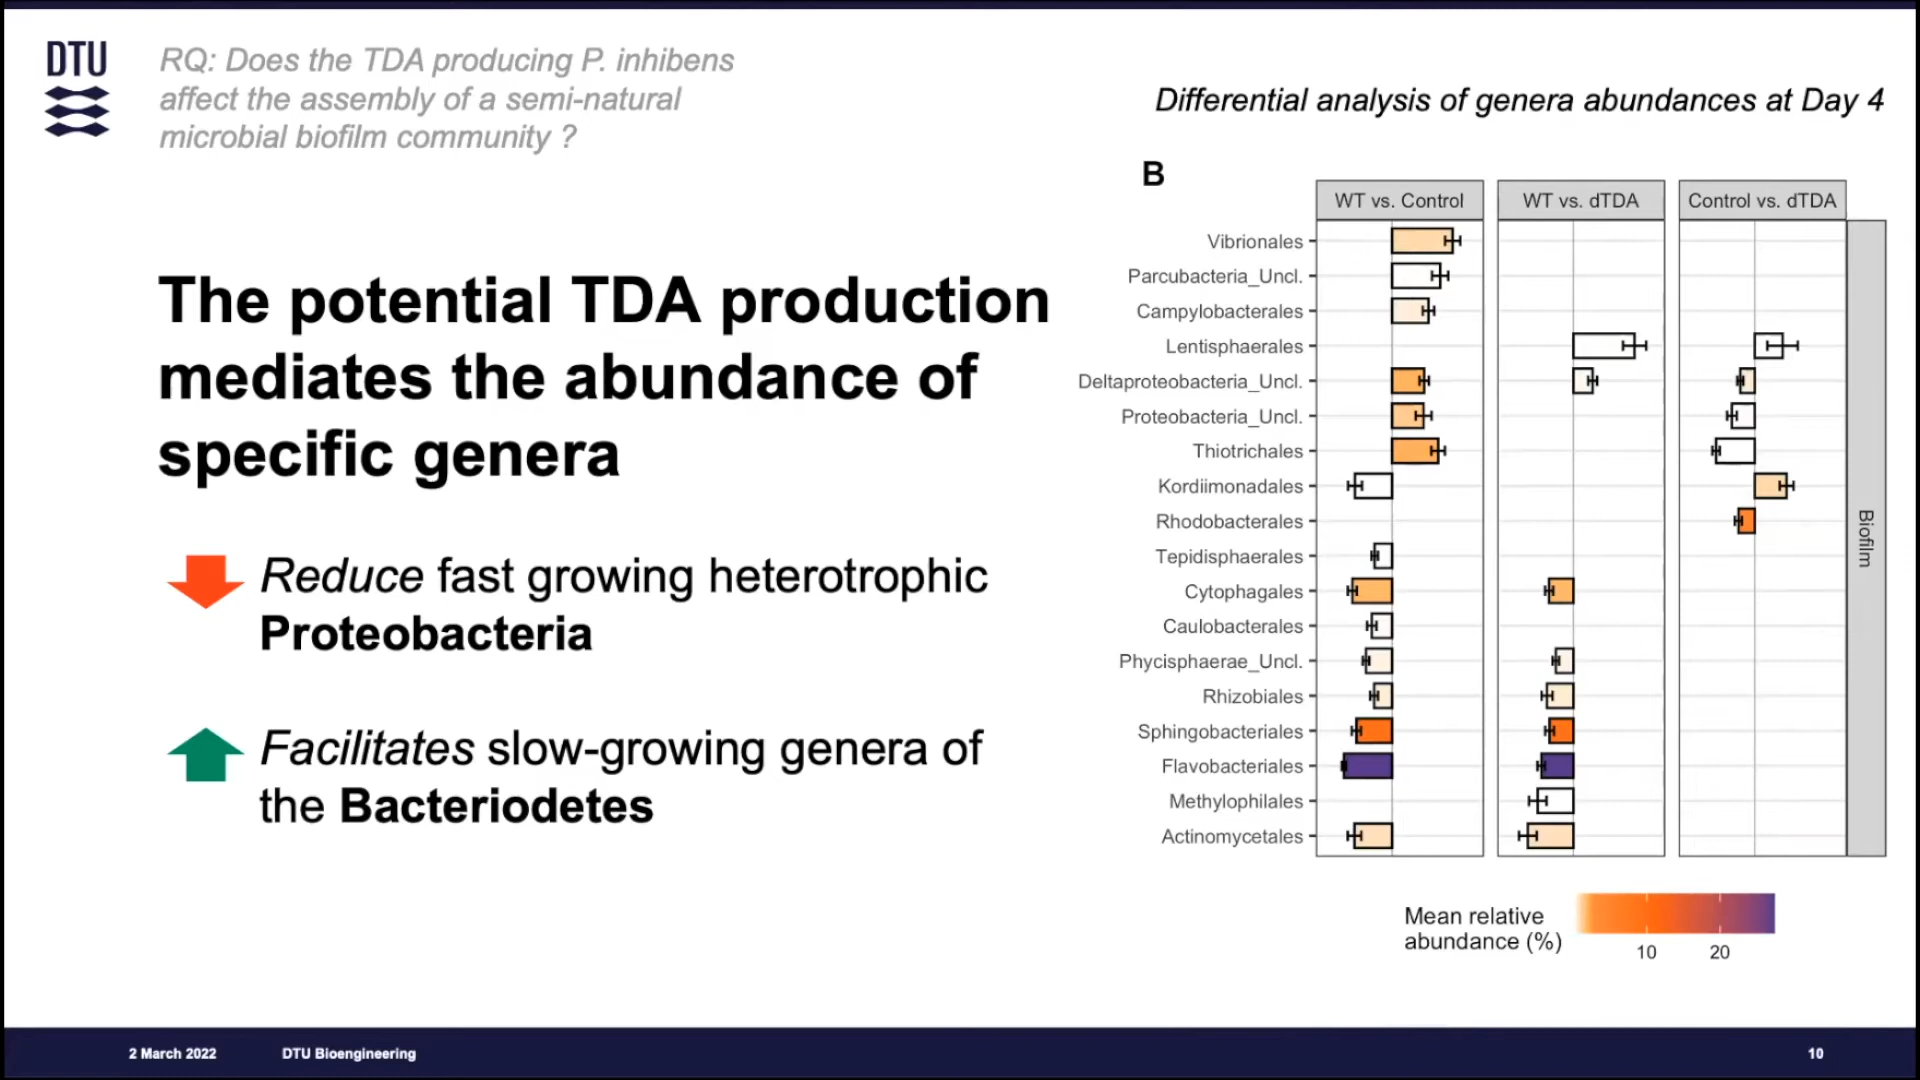 DTU
RQ: Does the TDA producing P. inhibens
affect the assembly of a semi-natural
microbial biofilm community ?
Differential analysis of genera abundances at Day 4
The potential TDA production
mediates the abundance of
specific genera
Reduce fast growing heterotrophic
Proteobacteria
Facilitates slow-growing genera of
the Bacteriodetes
B
WT vs. Control
WT vs. dTDA
Control vs. dTDA
Vibrionales
Parcubacteria_Uncl.
Campylobacterales
Lentisphaerales
Deltaproteobacteria_Uncl.
Proteobacteria_Uncl.
Thiotrichales
Kordiimonadales
Rhodobacterales
Tepidisphaerales
Cytophagales
Caulobacterales
Phycisphaerae_Uncl.
Rhizobiales
Sphingobacteriales
Flavobacteriales
Methylophilales
Actinomycetales
Biofilm
Mean relative
abundance (%)
10 20
2 March 2022 DTU Bioengineering 10